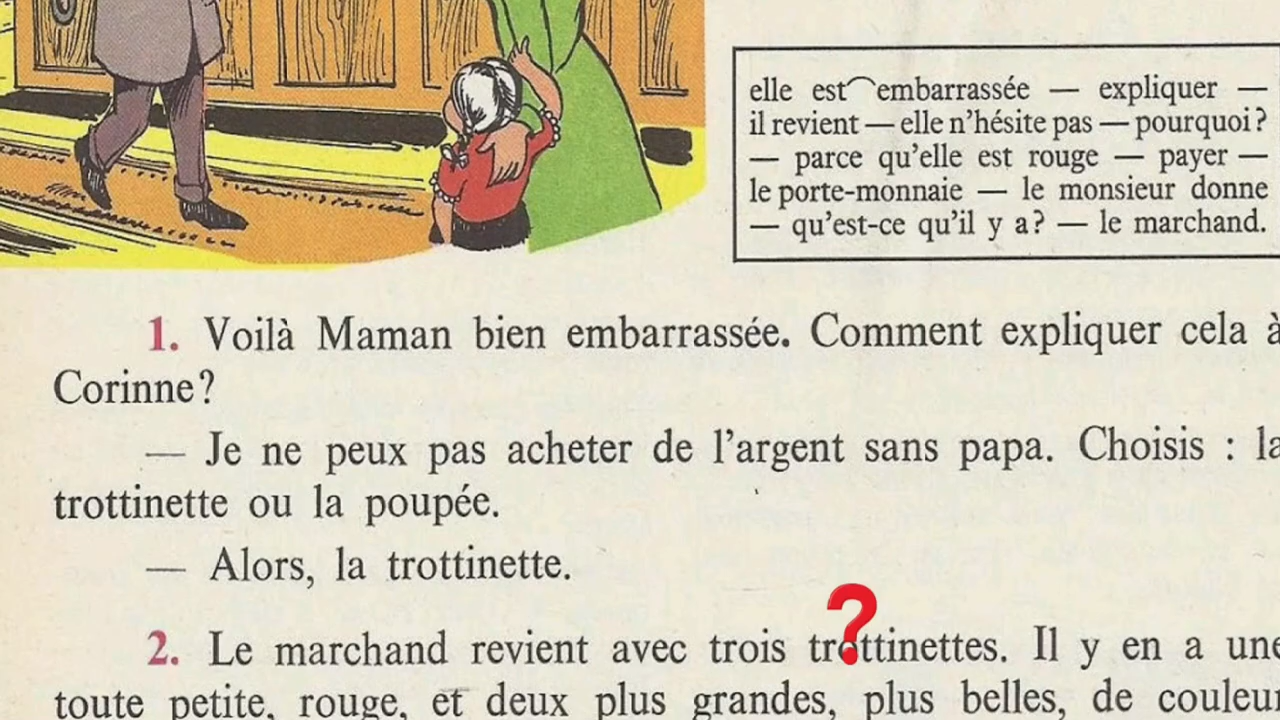 elle est embarrassée — expliquer —
il revient — elle n'hésite pas — pourquoi?
— parce qu'elle est rouge — payer —
le porte-monnaie — le monsieur donne
— qu'est-ce qu'il y a? — le marchand.
1. Voilà Maman bien embarrassée. Comment expliquer cela à
Corinne?
— Je ne peux pas acheter de l'argent sans papa. Choisis : la
trottinette ou la poupée.
— Alors, la trottinette.
❓
2. Le marchand revient avec trois trottinettes. Il y en a une
toute petite, rouge, et deux plus grandes, plus belles, de couleur